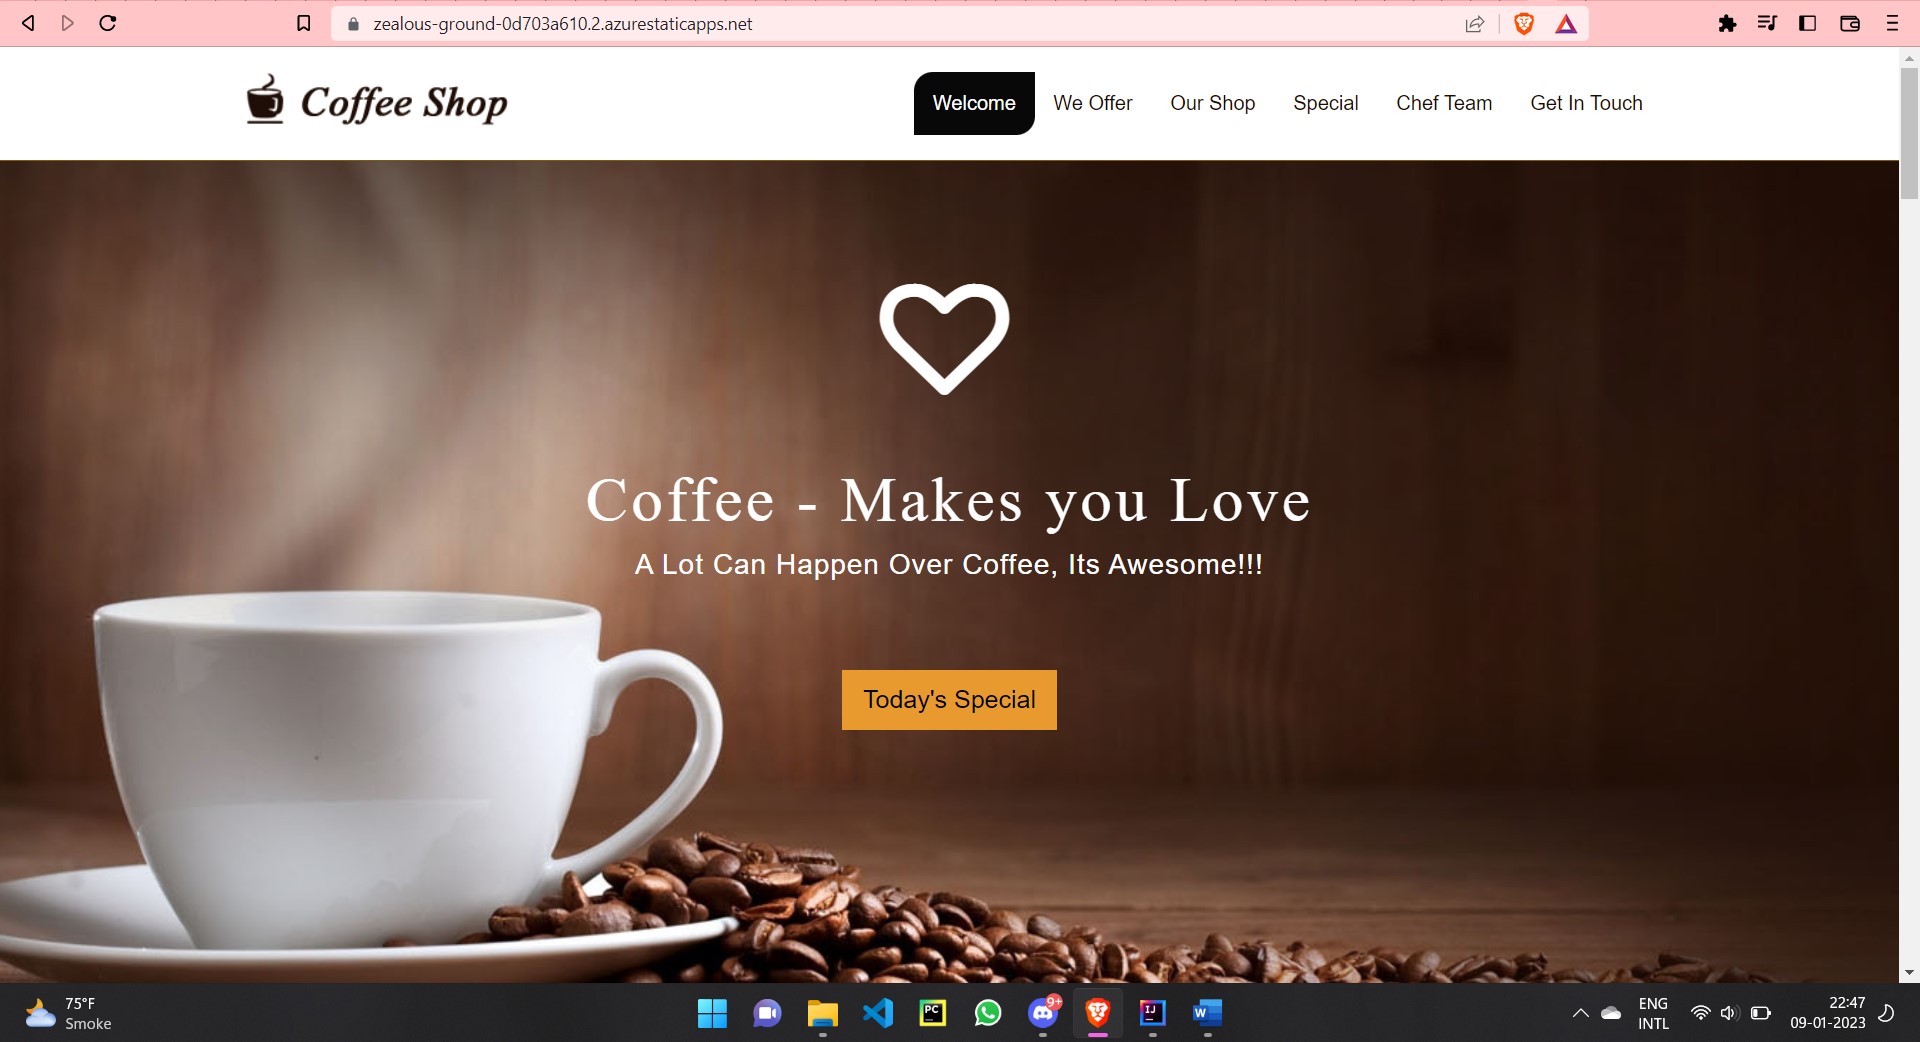 zealous-ground-0d703a610.2.azurestaticapps.net
Coffee Shop
Welcome
We Offer
Our Shop
Special
Chef Team
Get In Touch
Coffee - Makes you Love
A Lot Can Happen Over Coffee, Its Awesome!!!
Today's Special
75°F
Smoke
PC
9+
IJ
W
ENG
INTL
22:47
09-01-2023